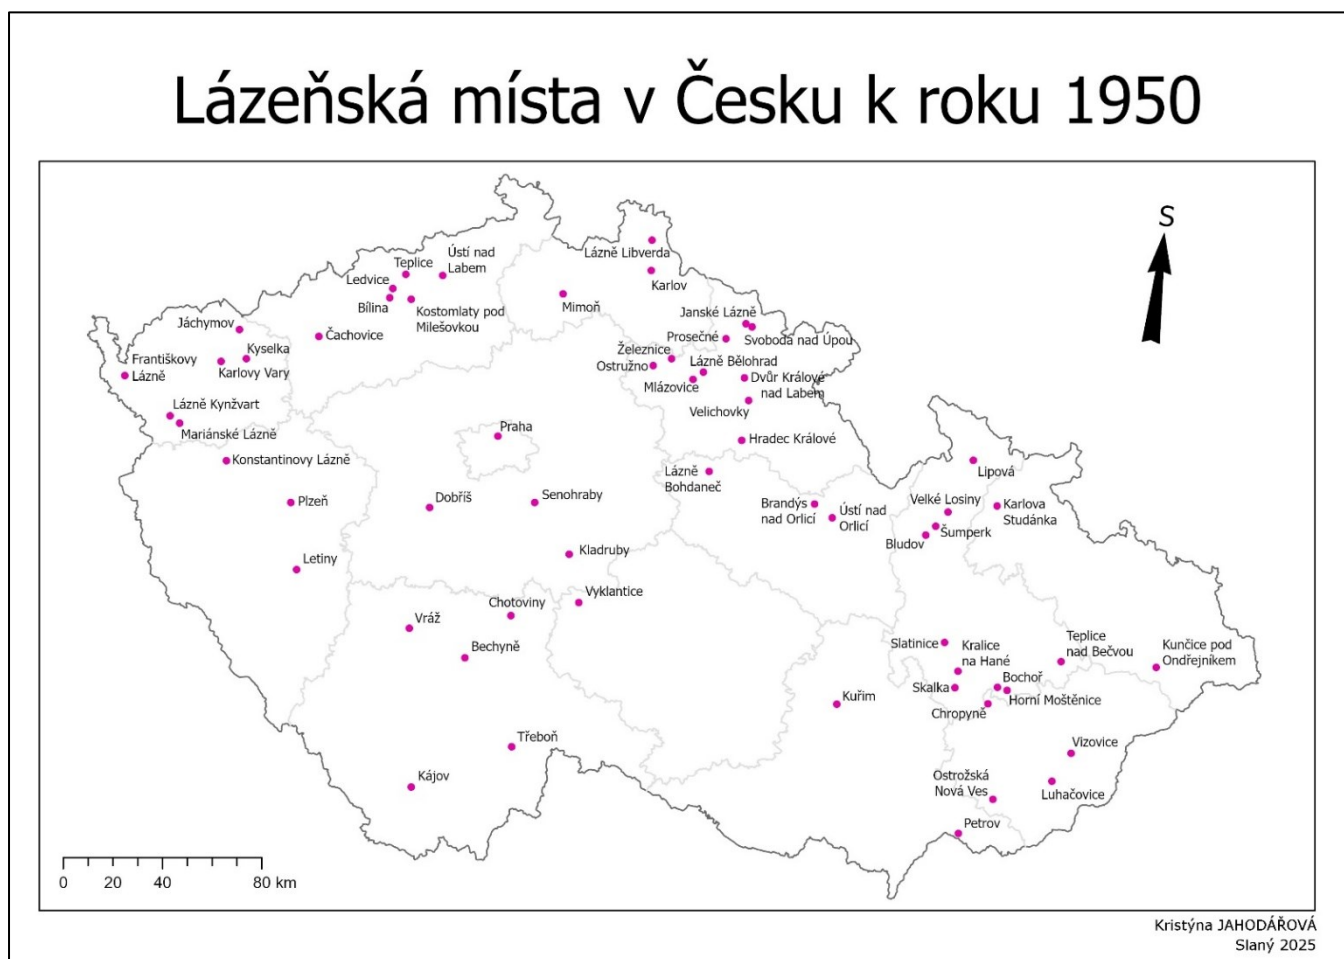 Lázeňská místa v Česku k roku 1950
S
Lázně Libverda
Karlov
Ústí nad
Labem
Teplice
Ledvice
Bílina
Kostomlaty pod
Milešovkou
Mimoň
Čachovice
Jáchymov
Kyselka
Františkovy
Lázně
Karlovy Vary
Janské Lázně
Prosečné
Svoboda nad Úpou
Železnice
Ostružno
Lázně Bělohrad
Mlázovice
Dvůr Králové
nad Labem
Velichovky
Lázně Kynžvart
Mariánské Lázně
Praha
Hradec Králové
Konstantinovy Lázně
Lázně
Bohdaneč
Lipová
Plzeň
Dobříš
Senohraby
Brandýs
nad Orlicí
Ústí nad
Orlicí
Velké Losiny
Karlova
Studánka
Šumperk
Bludov
Letiny
Kladruby
Vyklantice
Chotoviny
Vráž
Bechyně
Slatinice
Kralice
na Hané
Teplice
nad Bečvou
Kunčice pod
Ondřejníkem
Skalka
Bochoř
Horní Moštěnice
Chropyně
Kuřim
Třeboň
Vizovice
Kájov
Ostrožská
Nová Ves
Luhačovice
Petrov
0 20 40 80 km
Kristýna JAHODÁŘOVÁ
Slaný 2025